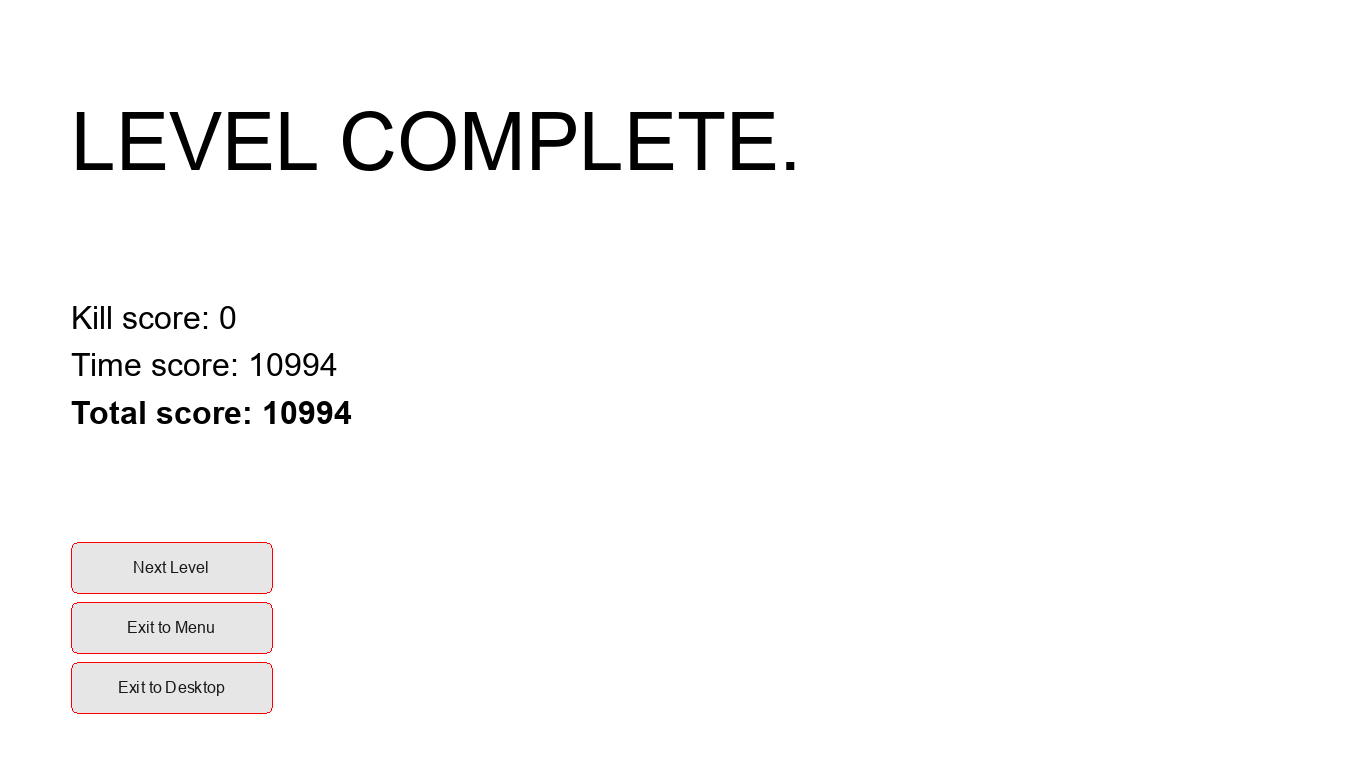 LEVEL COMPLETE.
Kill score: 0
Time score: 10994
Total score: 10994
Next Level
Exit to Menu
Exit to Desktop